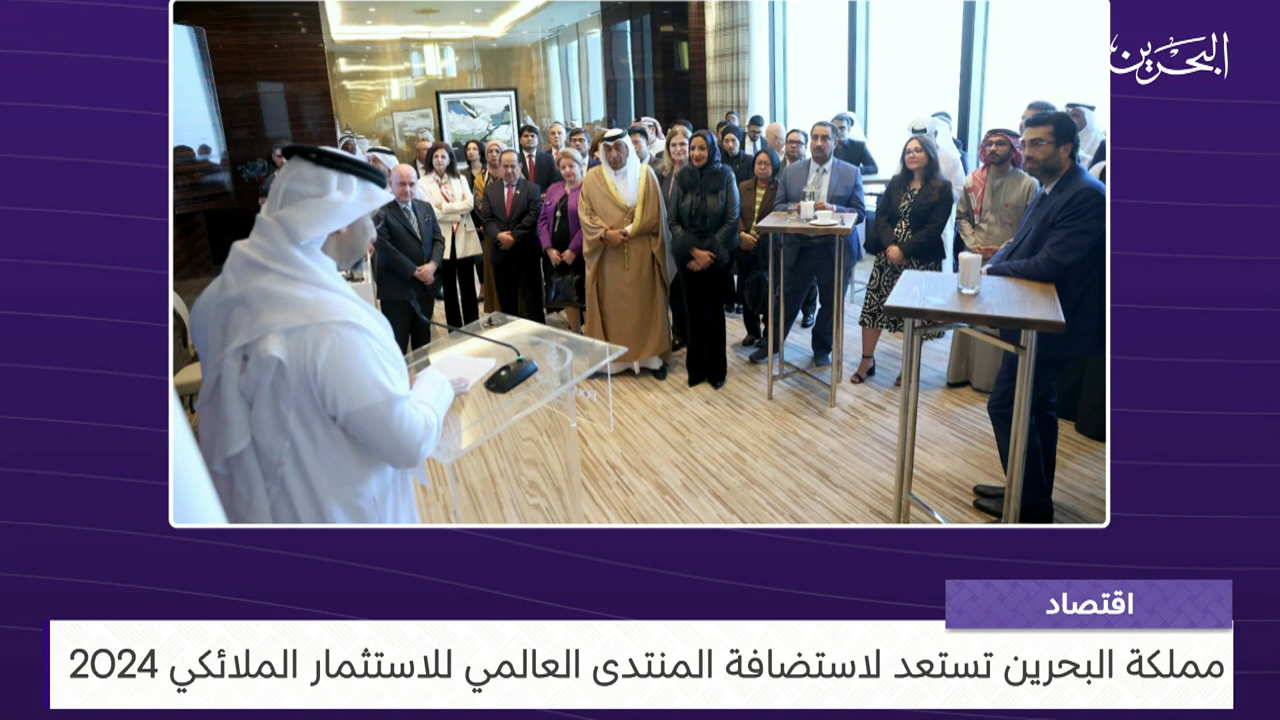 البحرين
اقتصاد
مملكة البحرين تستعد لاستضافة المنتدى العالمي للاستثمار الملائكي 2024